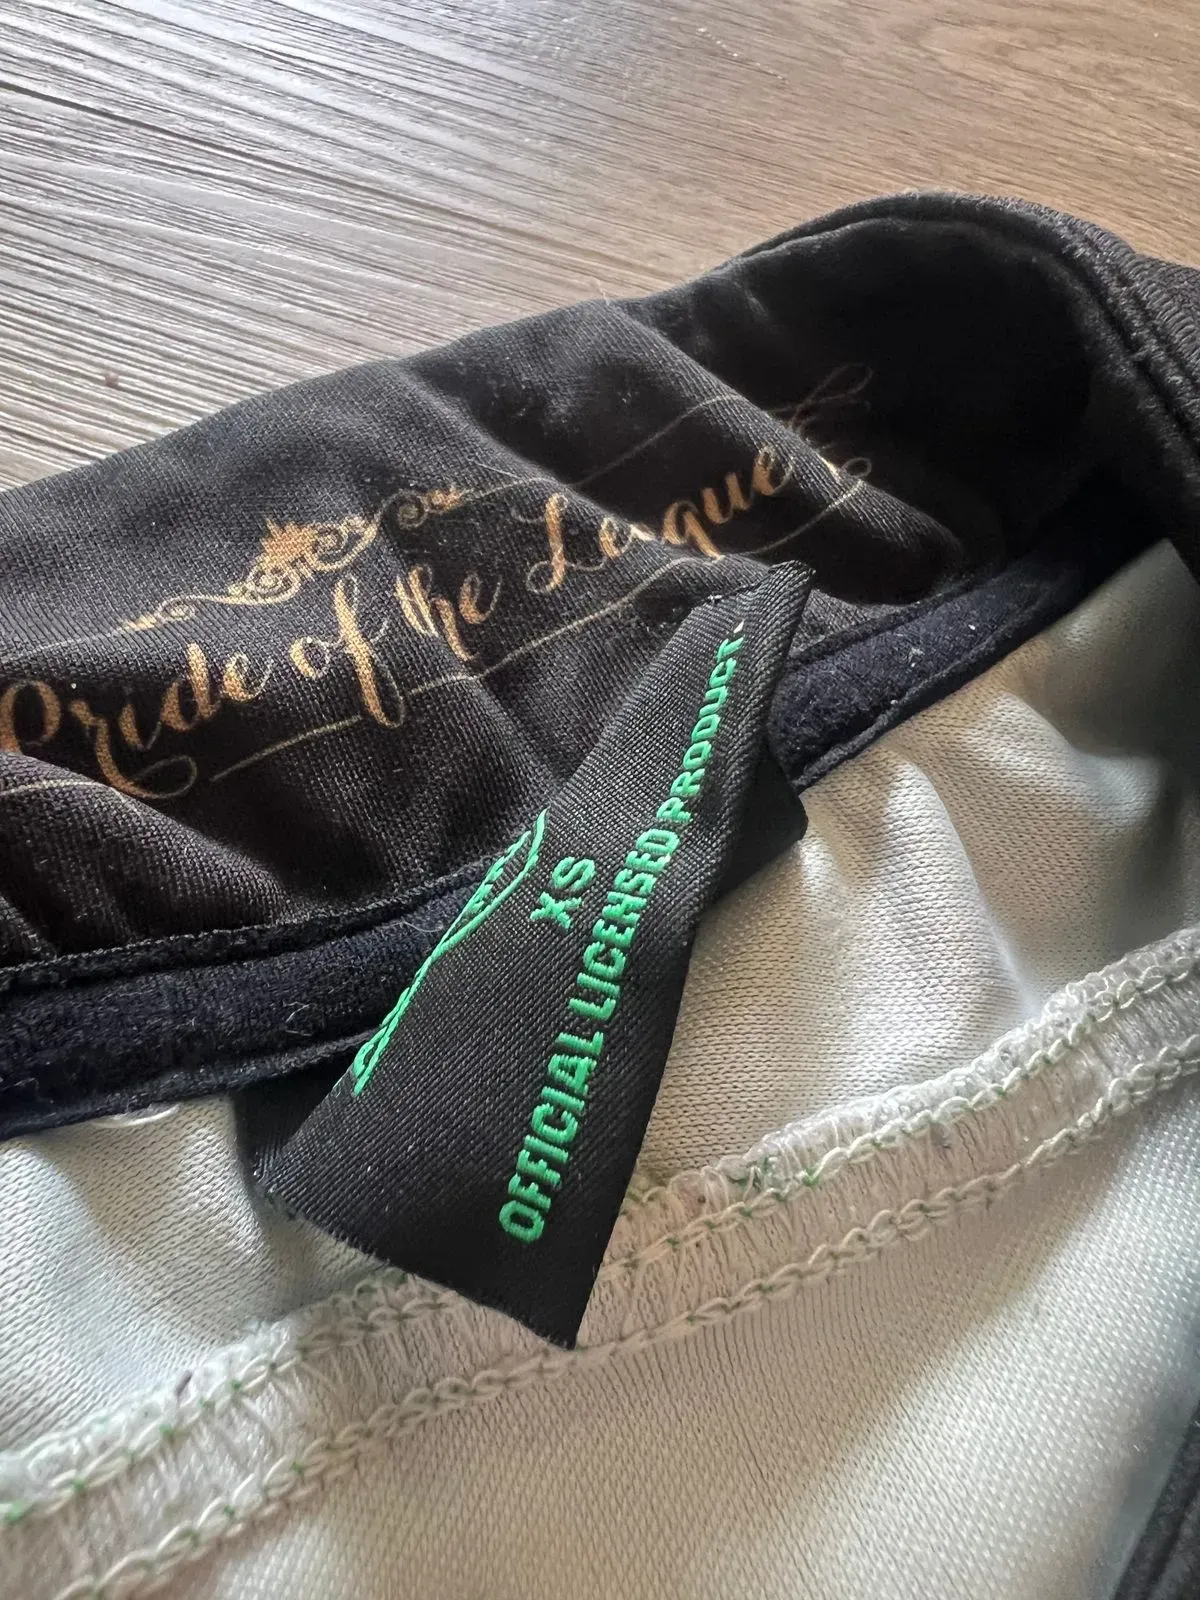 Pride of the League
XS
OFFICIAL LICENSED PRODUCT.